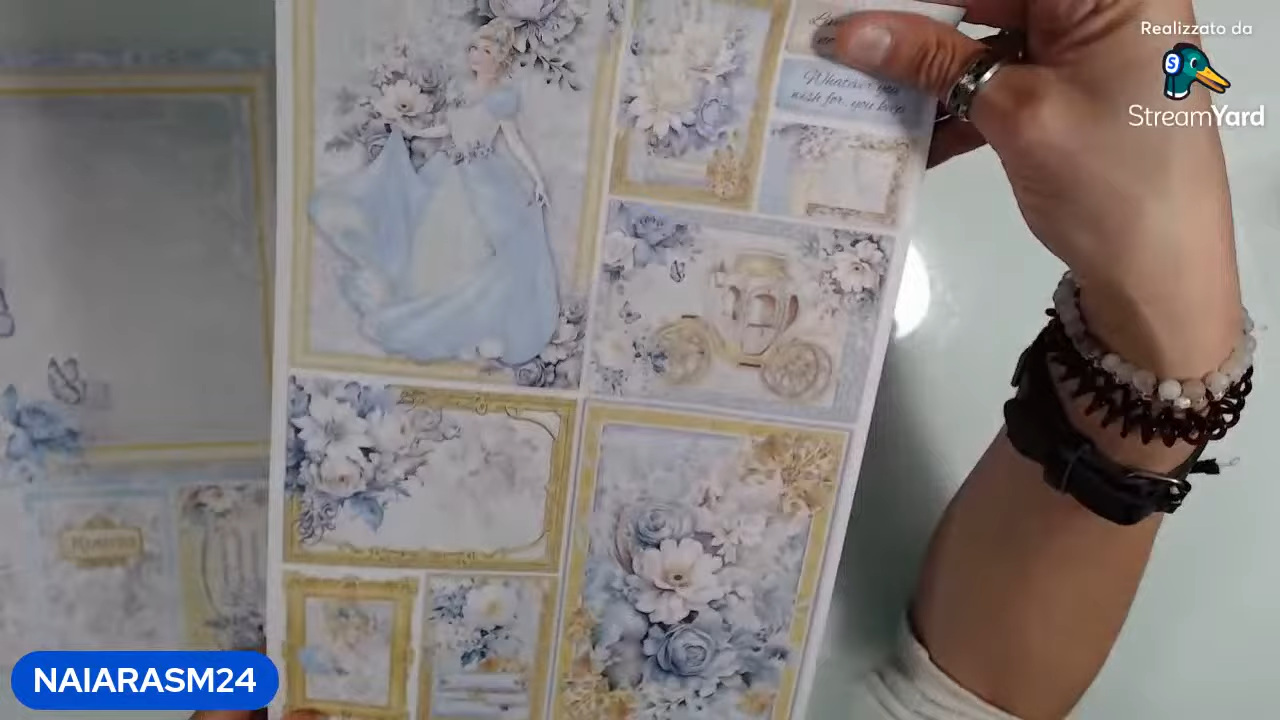 Realizzato da
StreamYard
Whatever you
wish for, you keep
NAIARASM24